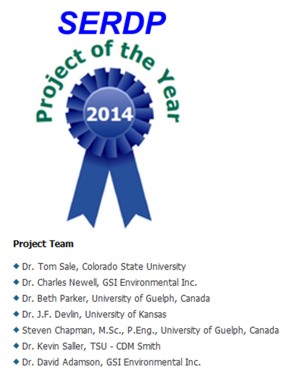 SERDP
Project of the Year
2014
Project Team
Dr. Tom Sale, Colorado State University
Dr. Charles Newell, GSI Environmental Inc.
Dr. Beth Parker, University of Guelph, Canada
Dr. J.F. Devlin, University of Kansas
Steven Chapman, M.Sc., P.Eng., University of Guelph, Canada
Dr. Kevin Saller, TSU - CDM Smith
Dr. David Adamson, GSI Environmental Inc.